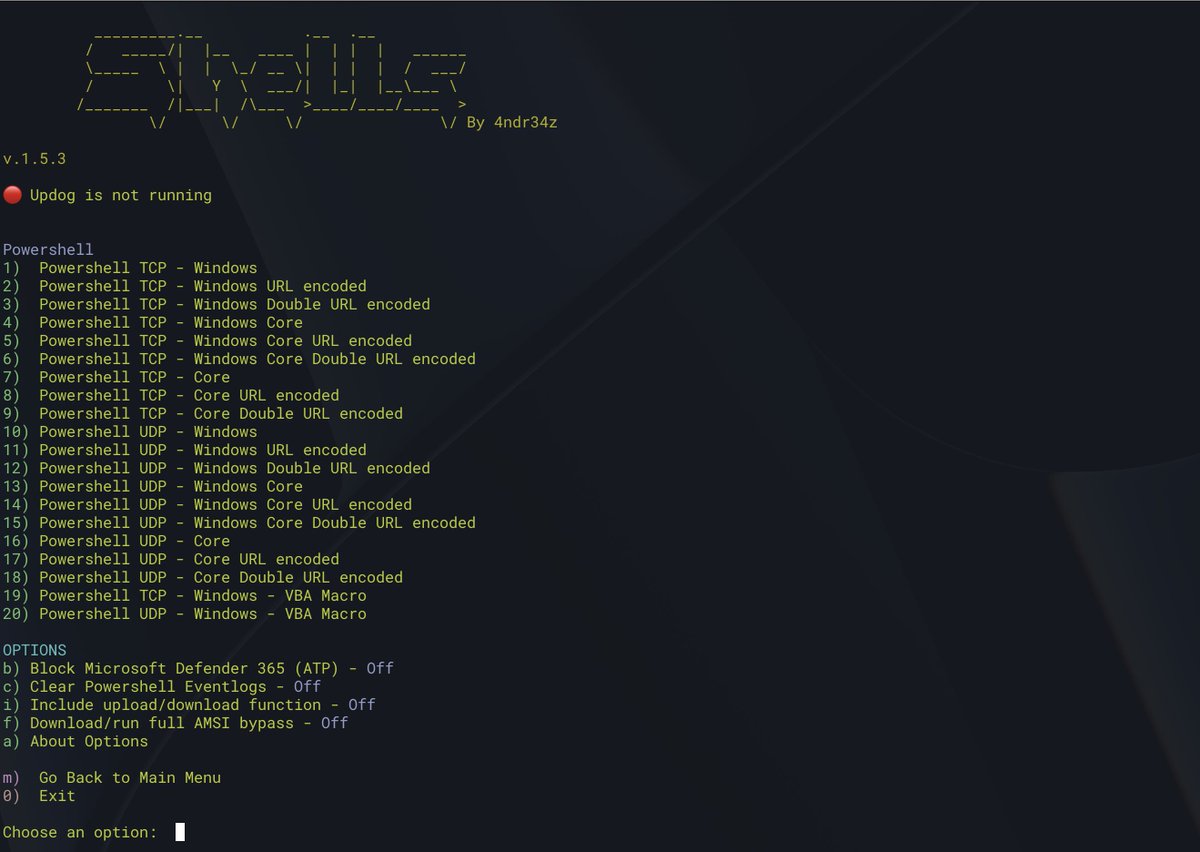 Shells
By 4ndr34z
v.1.5.3
Updog is not running
Powershell
1) Powershell TCP - Windows
2) Powershell TCP - Windows URL encoded
3) Powershell TCP - Windows Double URL encoded
4) Powershell TCP - Windows Core
5) Powershell TCP - Windows Core URL encoded
6) Powershell TCP - Windows Core Double URL encoded
7) Powershell TCP - Core
8) Powershell TCP - Core URL encoded
9) Powershell TCP - Core Double URL encoded
10) Powershell UDP - Windows
11) Powershell UDP - Windows URL encoded
12) Powershell UDP - Windows Double URL encoded
13) Powershell UDP - Windows Core
14) Powershell UDP - Windows Core URL encoded
15) Powershell UDP - Windows Core Double URL encoded
16) Powershell UDP - Core
17) Powershell UDP - Core URL encoded
18) Powershell UDP - Core Double URL encoded
19) Powershell TCP - Windows - VBA Macro
20) Powershell UDP - Windows - VBA Macro
OPTIONS
b) Block Microsoft Defender 365 (ATP) - Off
c) Clear Powershell Eventlogs - Off
i) Include upload/download function - Off
f) Download/run full AMSI bypass - Off
a) About Options
m) Go Back to Main Menu
0) Exit
Choose an option: